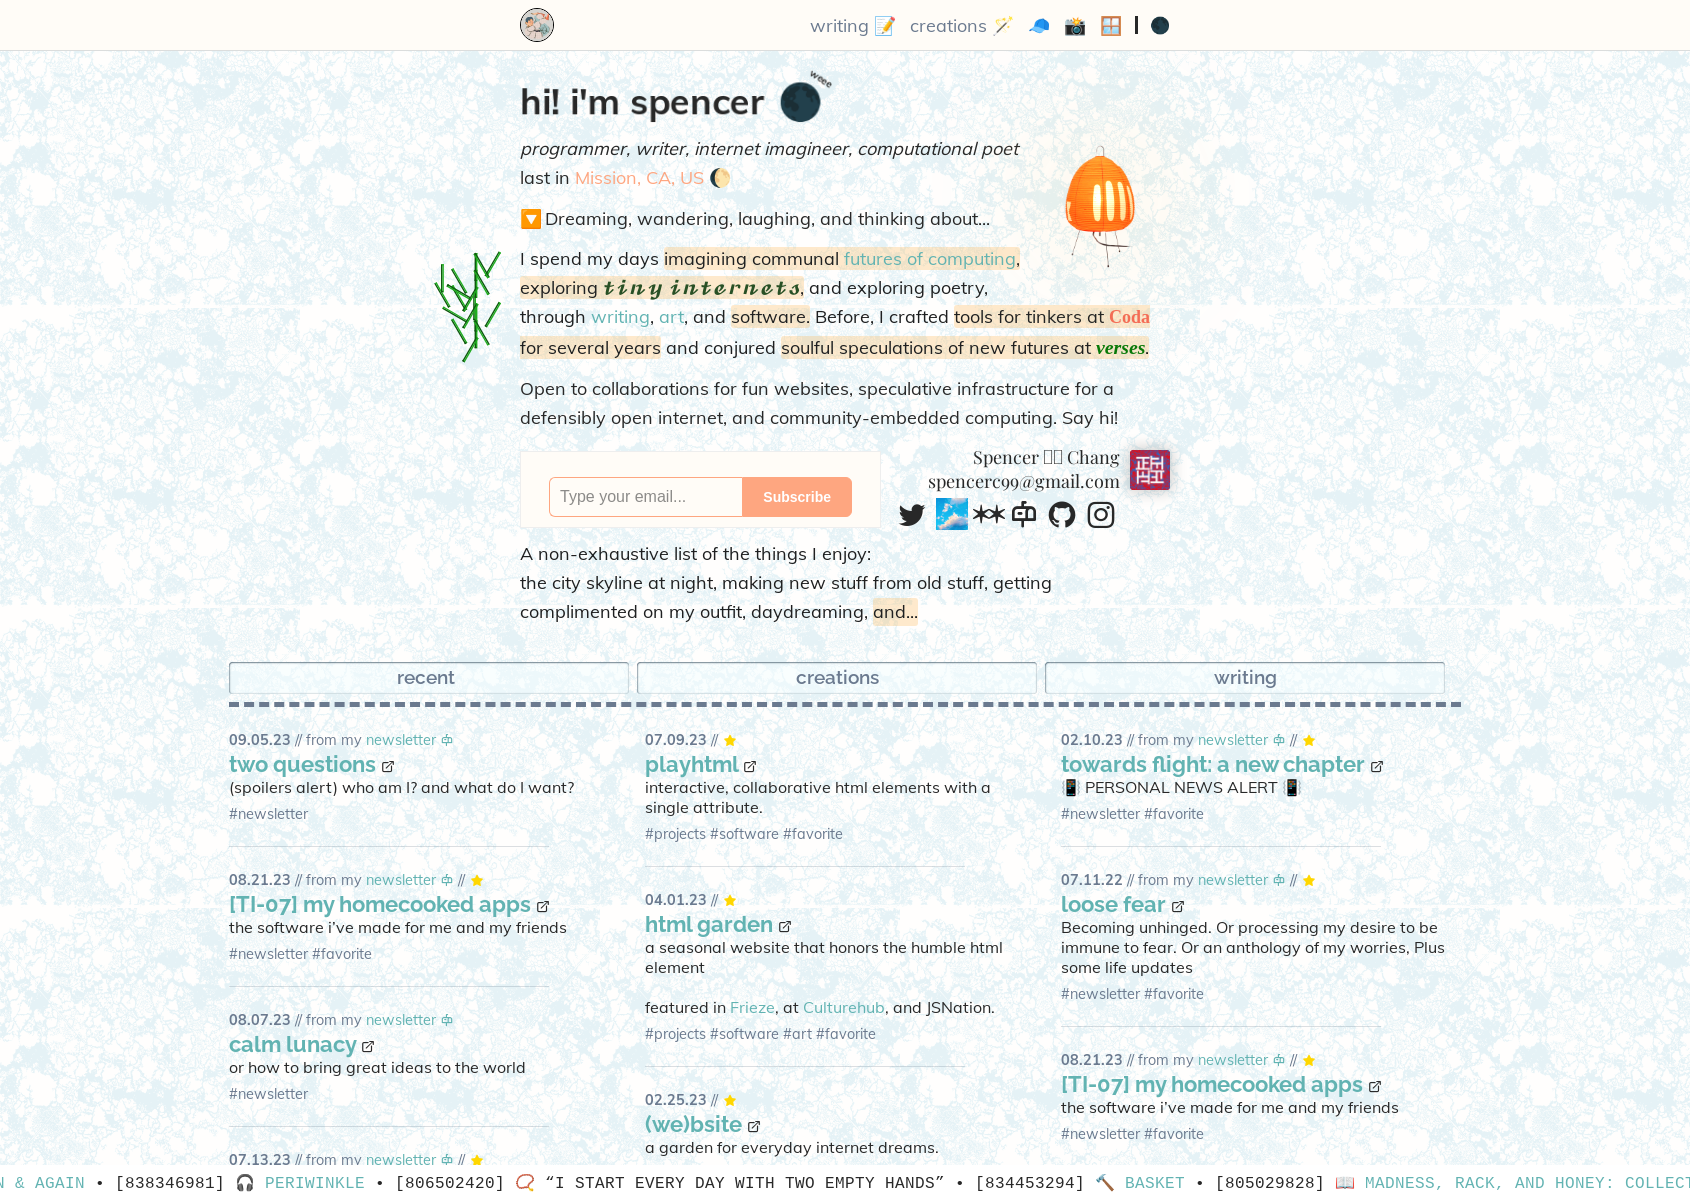 writing 📝 creations 🪄 🧢 📸 🪟 | 🌑
weee
hi! i'm spencer 🌑
programmer, writer, internet imagineer, computational poet
last in Mission, CA, US 🌔
🔽 Dreaming, wandering, laughing, and thinking about...
I spend my days imagining communal futures of computing,
exploring tiny internets, and exploring poetry,
through writing, art, and software. Before, I crafted tools for tinkers at Coda
for several years and conjured soulful speculations of new futures at verses.
Open to collaborations for fun websites, speculative infrastructure for a
defensibly open internet, and community-embedded computing. Say hi!
Type your email...
Subscribe
Spencer Chang
spencerc99@gmail.com
A non-exhaustive list of the things I enjoy:
the city skyline at night, making new stuff from old stuff, getting
complimented on my outfit, daydreaming, and...
recent
creations
writing
09.05.23 // from my newsletter
two questions
(spoilers alert) who am I? and what do I want?
#newsletter
08.21.23 // from my newsletter // ⭐
[TI-07] my homecooked apps
the software i've made for me and my friends
#newsletter #favorite
08.07.23 // from my newsletter
calm lunacy
or how to bring great ideas to the world
#newsletter
07.13.23 // from my newsletter // ⭐
07.09.23 // ⭐
playhtml
interactive, collaborative html elements with a
single attribute.
#projects #software #favorite
04.01.23 // ⭐
html garden
a seasonal website that honors the humble html
element
featured in Frieze, at Culturehub, and JSNation.
#projects #software #art #favorite
02.25.23 // ⭐
(we)bsite
a garden for everyday internet dreams.
02.10.23 // from my newsletter // ⭐
towards flight: a new chapter
📳 PERSONAL NEWS ALERT 📳
#newsletter #favorite
07.11.22 // from my newsletter // ⭐
loose fear
Becoming unhinged. Or processing my desire to be
immune to fear. Or an anthology of my worries, Plus
some life updates
#newsletter #favorite
08.21.23 // from my newsletter // ⭐
[TI-07] my homecooked apps
the software i've made for me and my friends
#newsletter #favorite
N & AGAIN • [838346981] 🎧 PERIWINKLE • [806502420] 📿 “I START EVERY DAY WITH TWO EMPTY HANDS” • [834453294] 🔨 BASKET • [805029828] 📖 MADNESS, RACK, AND HONEY: COLLECT